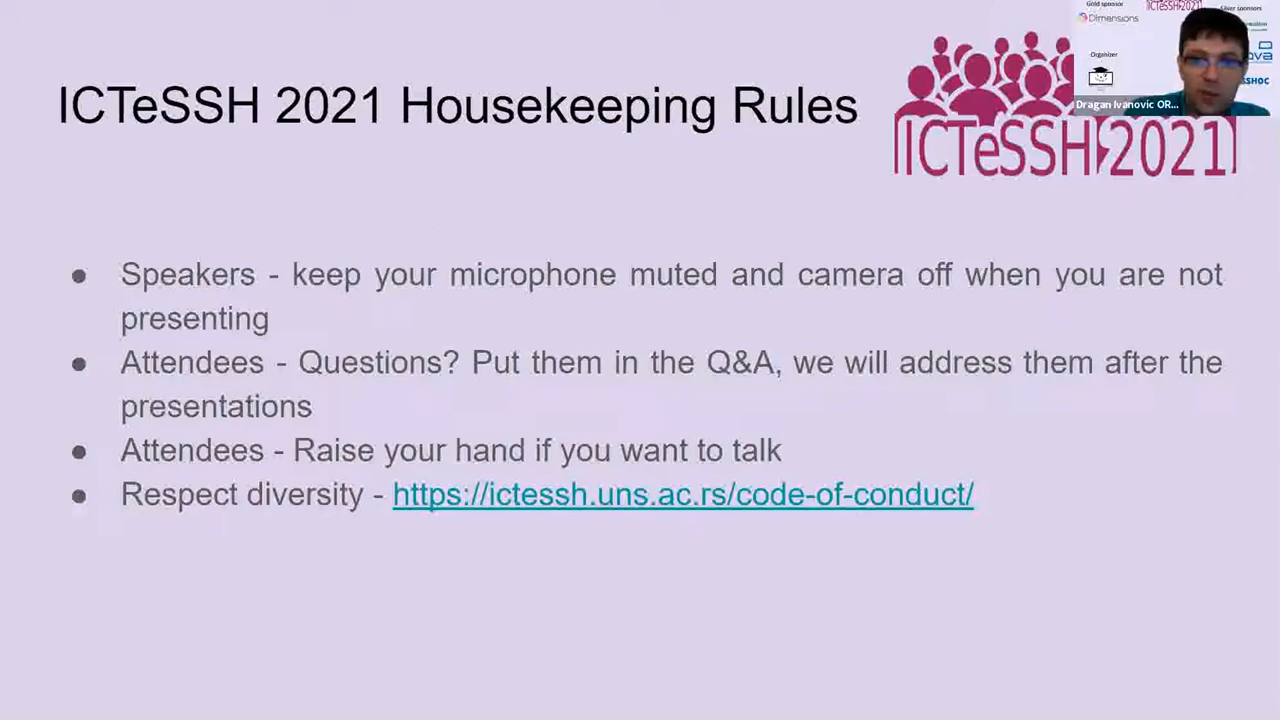 Gold sponsor
ICTeSSH2021
Silver sponsors
Dimensions
Organizer
Dragan Ivanovic OR...
ICTeSSH 2021 Housekeeping Rules
ICTeSSH 2021
● Speakers - keep your microphone muted and camera off when you are not
presenting
● Attendees - Questions? Put them in the Q&A, we will address them after the
presentations
● Attendees - Raise your hand if you want to talk
● Respect diversity - https://ictessh.uns.ac.rs/code-of-conduct/